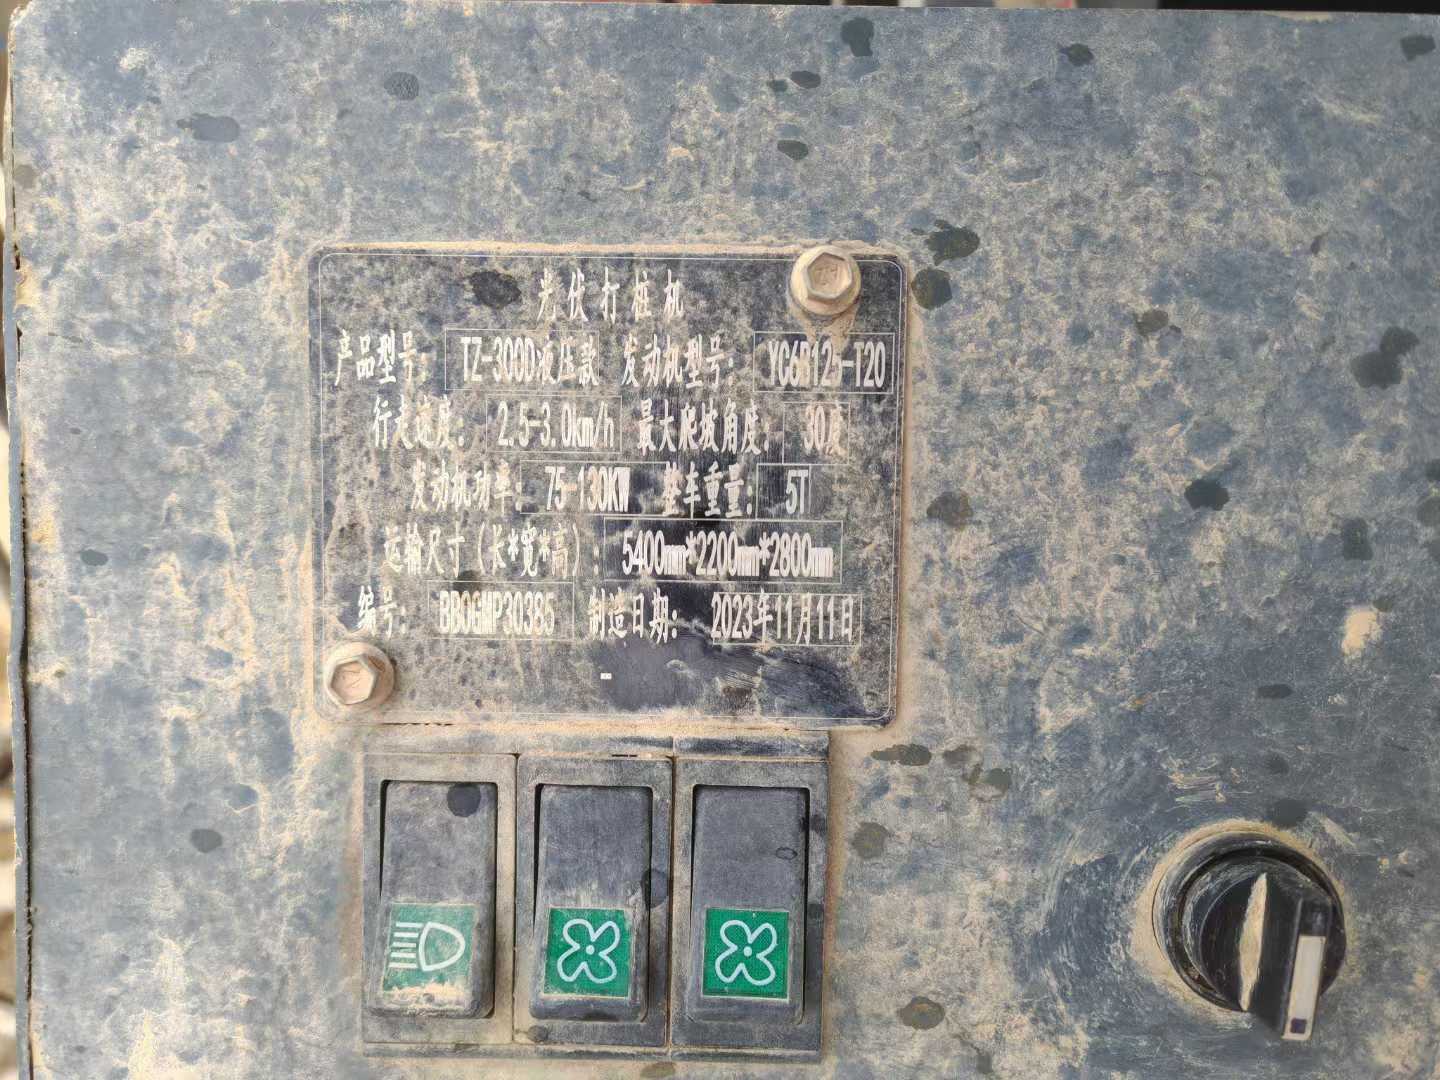 光伏打桩机
产品型号: TZ-300D液压款 发动机型号: YC6B125-T20
行走速度: 2.5-3.0km/h 最大爬坡角度: 30度
发动机功率: 75-130KW 整车重量: 5T
运输尺寸(长*宽*高): 5400mm*2200mm*2800mm
编号: BBOGMP30385 制造日期: 2023年11月11日